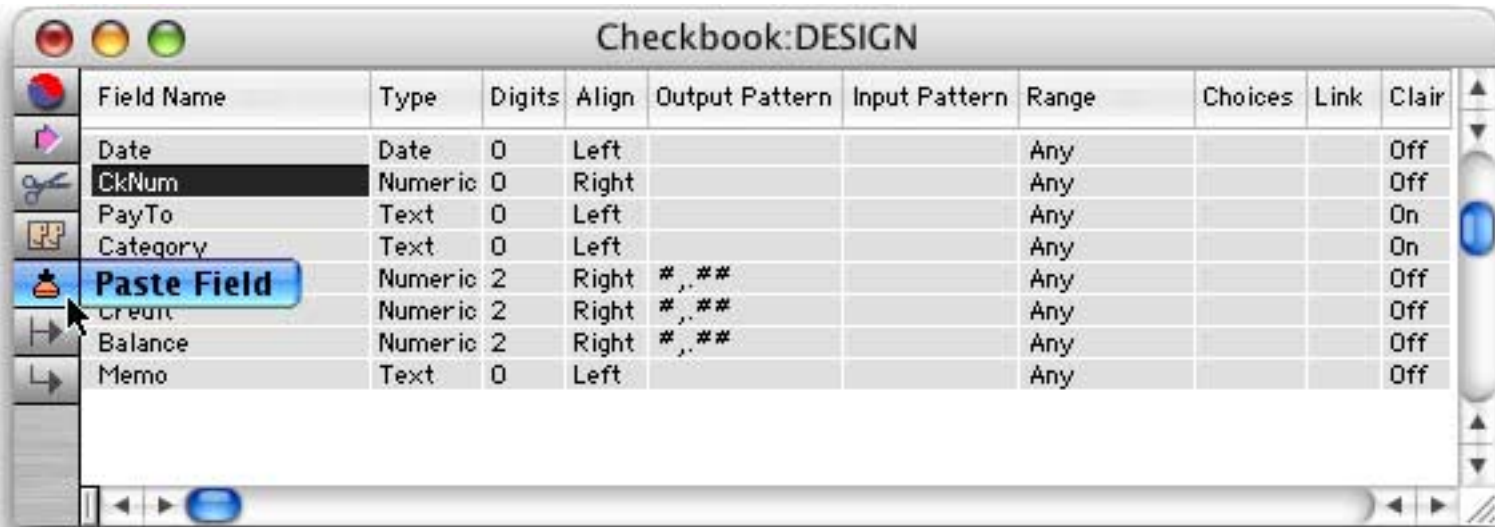 Checkbook:DESIGN
Field Name Type Digits Align Output Pattern Input Pattern Range Choices Link Clair
Date Date 0 Left Any Off
CkNum Numeric 0 Right Any Off
PayTo Text 0 Left Any On
Category Text 0 Left Any On
Paste Field Numeric 2 Right #,.## Any Off
Credit Numeric 2 Right #,.## Any Off
Balance Numeric 2 Right #,.## Any Off
Memo Text 0 Left Any Off